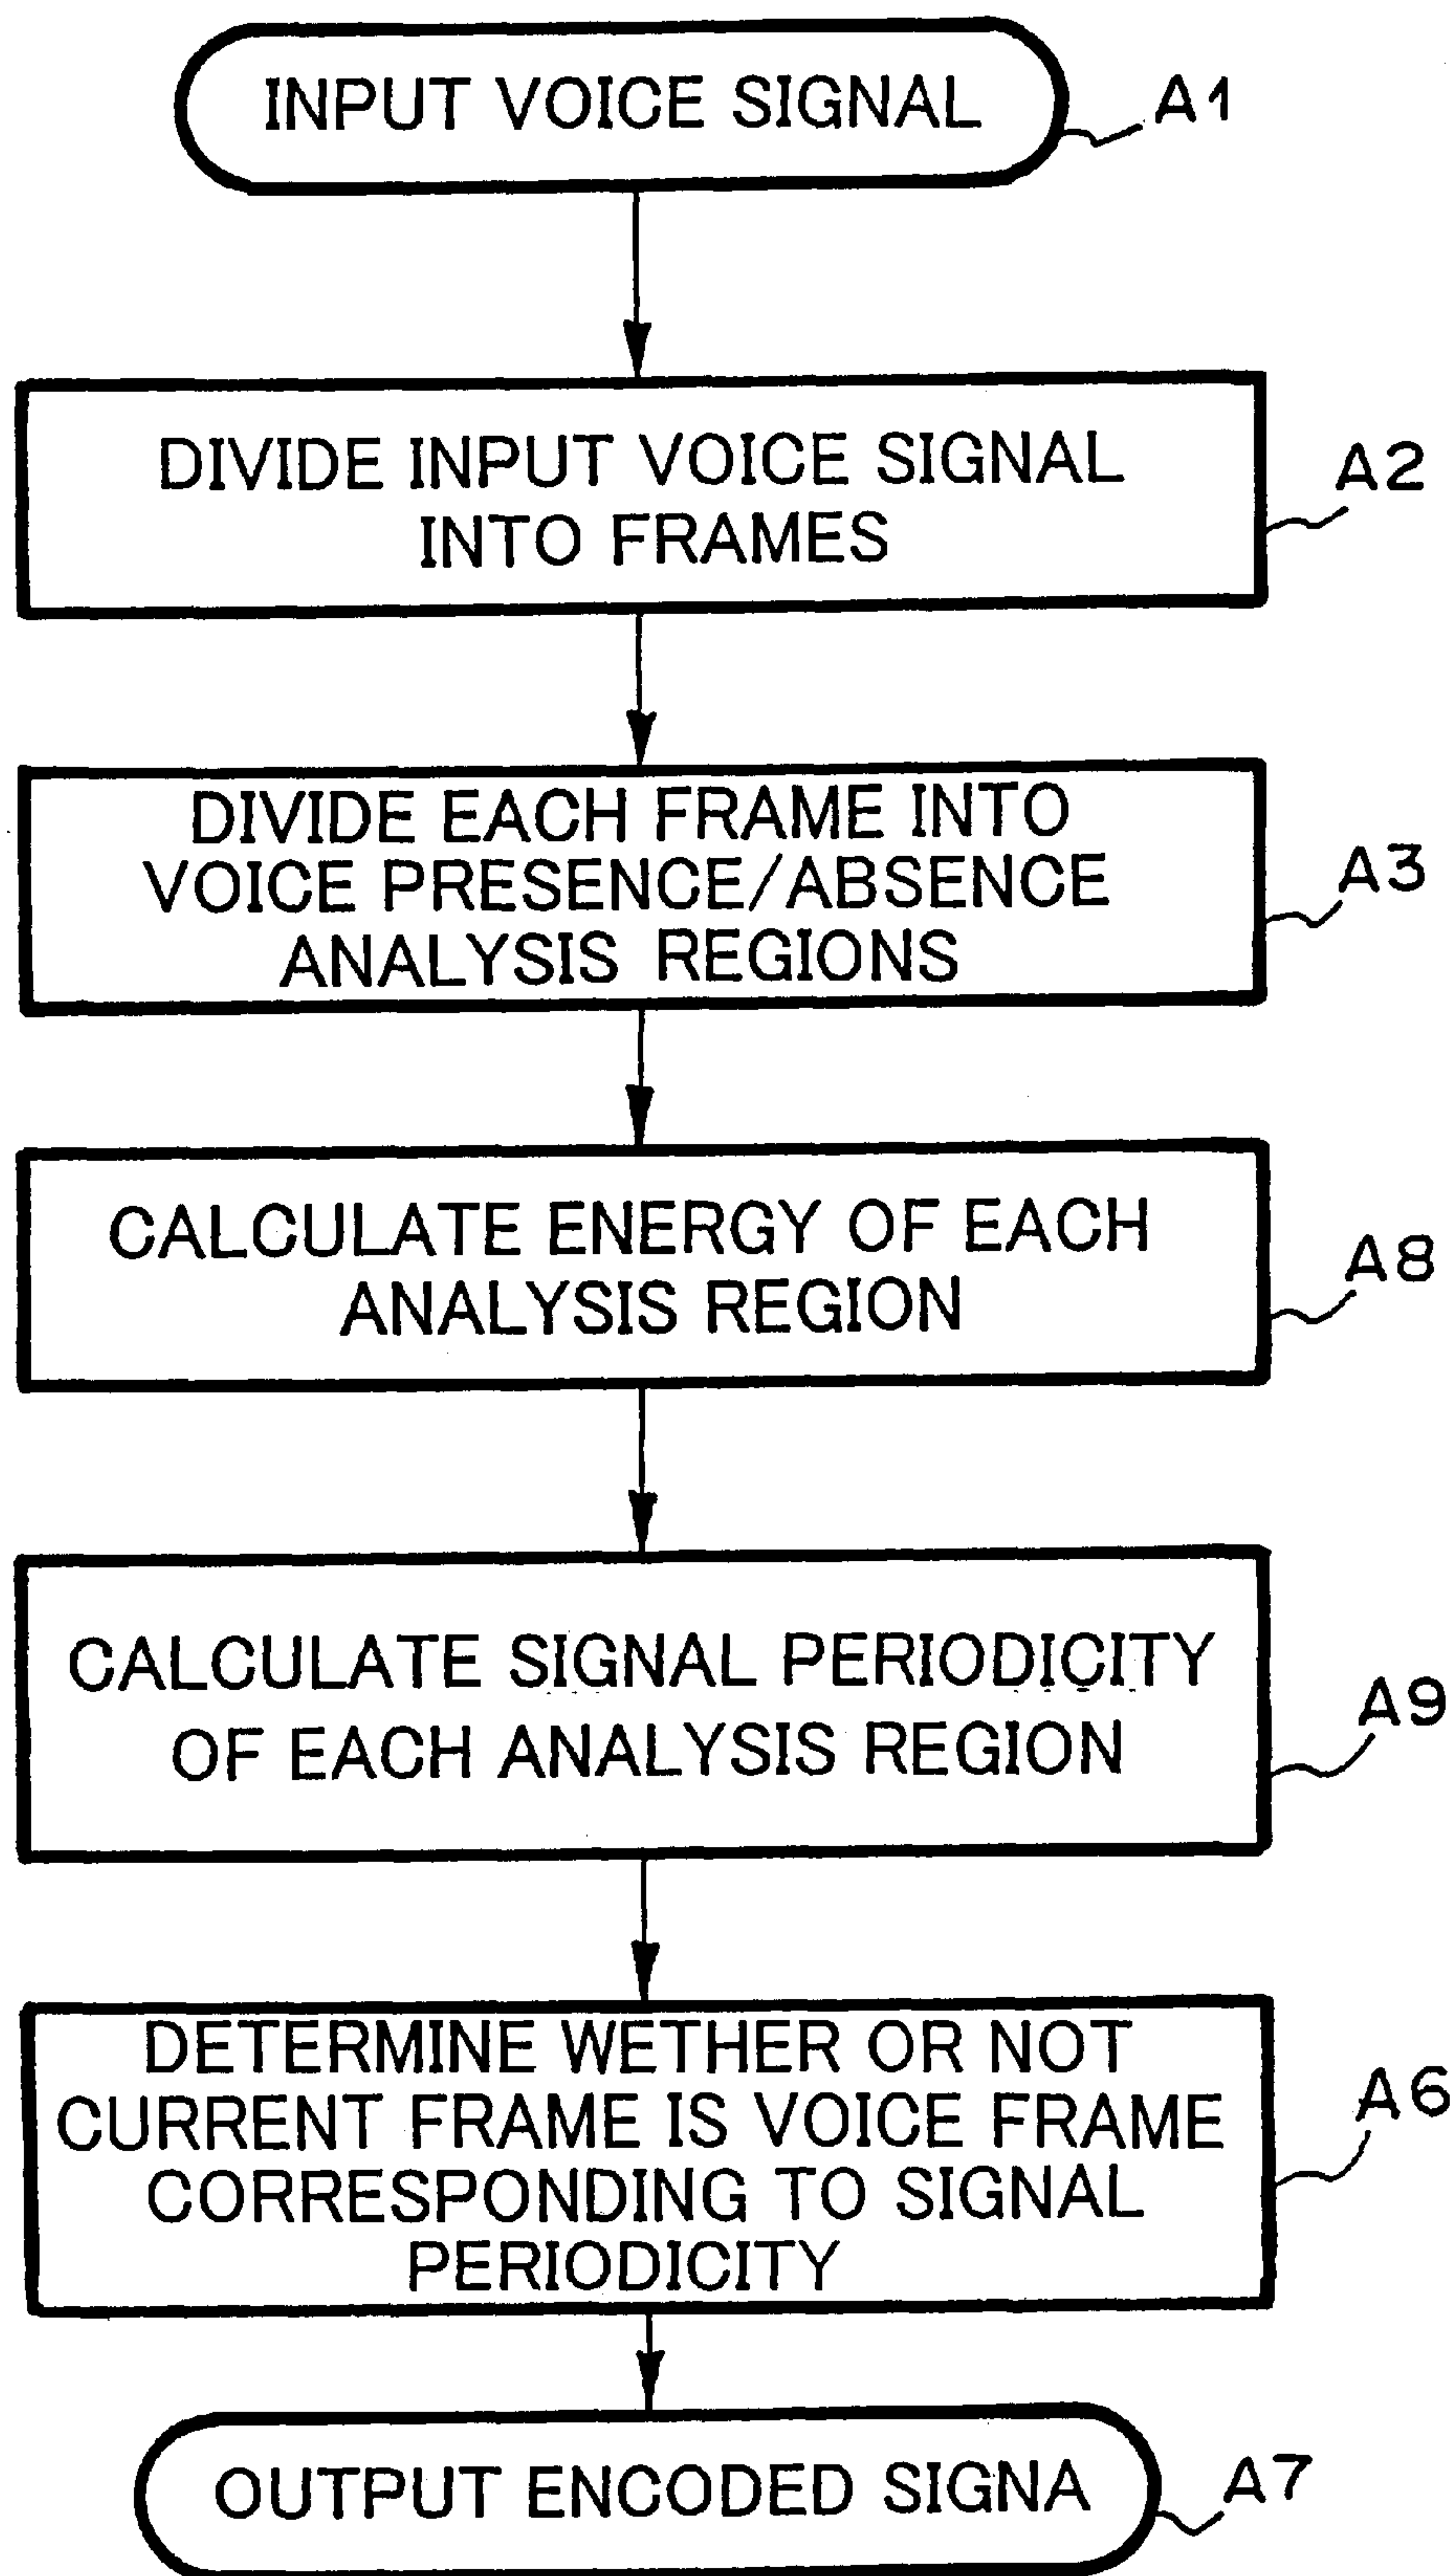 INPUT VOICE SIGNAL
A1
DIVIDE INPUT VOICE SIGNAL
INTO FRAMES
A2
DIVIDE EACH FRAME INTO
VOICE PRESENCE/ABSENCE
ANALYSIS REGIONS
A3
CALCULATE ENERGY OF EACH
ANALYSIS REGION
A8
CALCULATE SIGNAL PERIODICITY
OF EACH ANALYSIS REGION
A9
DETERMINE WETHER OR NOT
CURRENT FRAME IS VOICE FRAME
CORRESPONDING TO SIGNAL
PERIODICITY
A6
OUTPUT ENCODED SIGNA
A7